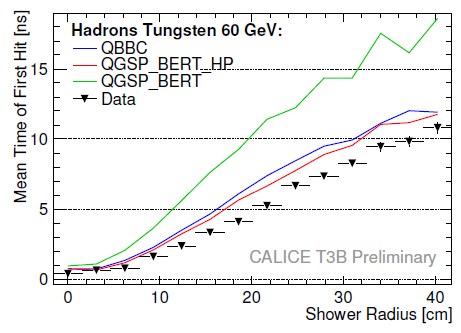 Mean Time of First Hit [ns]
Hadrons Tungsten 60 GeV:
QBBC
QGSP_BERT_HP
QGSP_BERT
Data
15
10
5
0
CALICE T3B Preliminary
0 10 20 30 40
Shower Radius [cm]